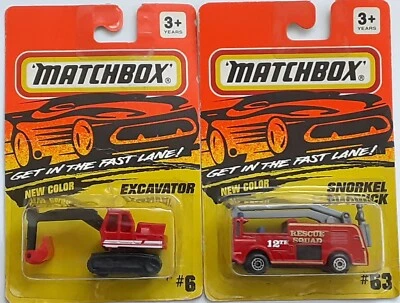 3+
YEARS
MATCHBOX®
GET IN THE FAST LANE!
NEW COLOR
EXCAVATOR
#6
3+
YEARS
MATCHBOX®
GET IN THE FAST LANE!
NEW COLOR
SNORKEL
12TH
RESCUE
SQUAD
#63